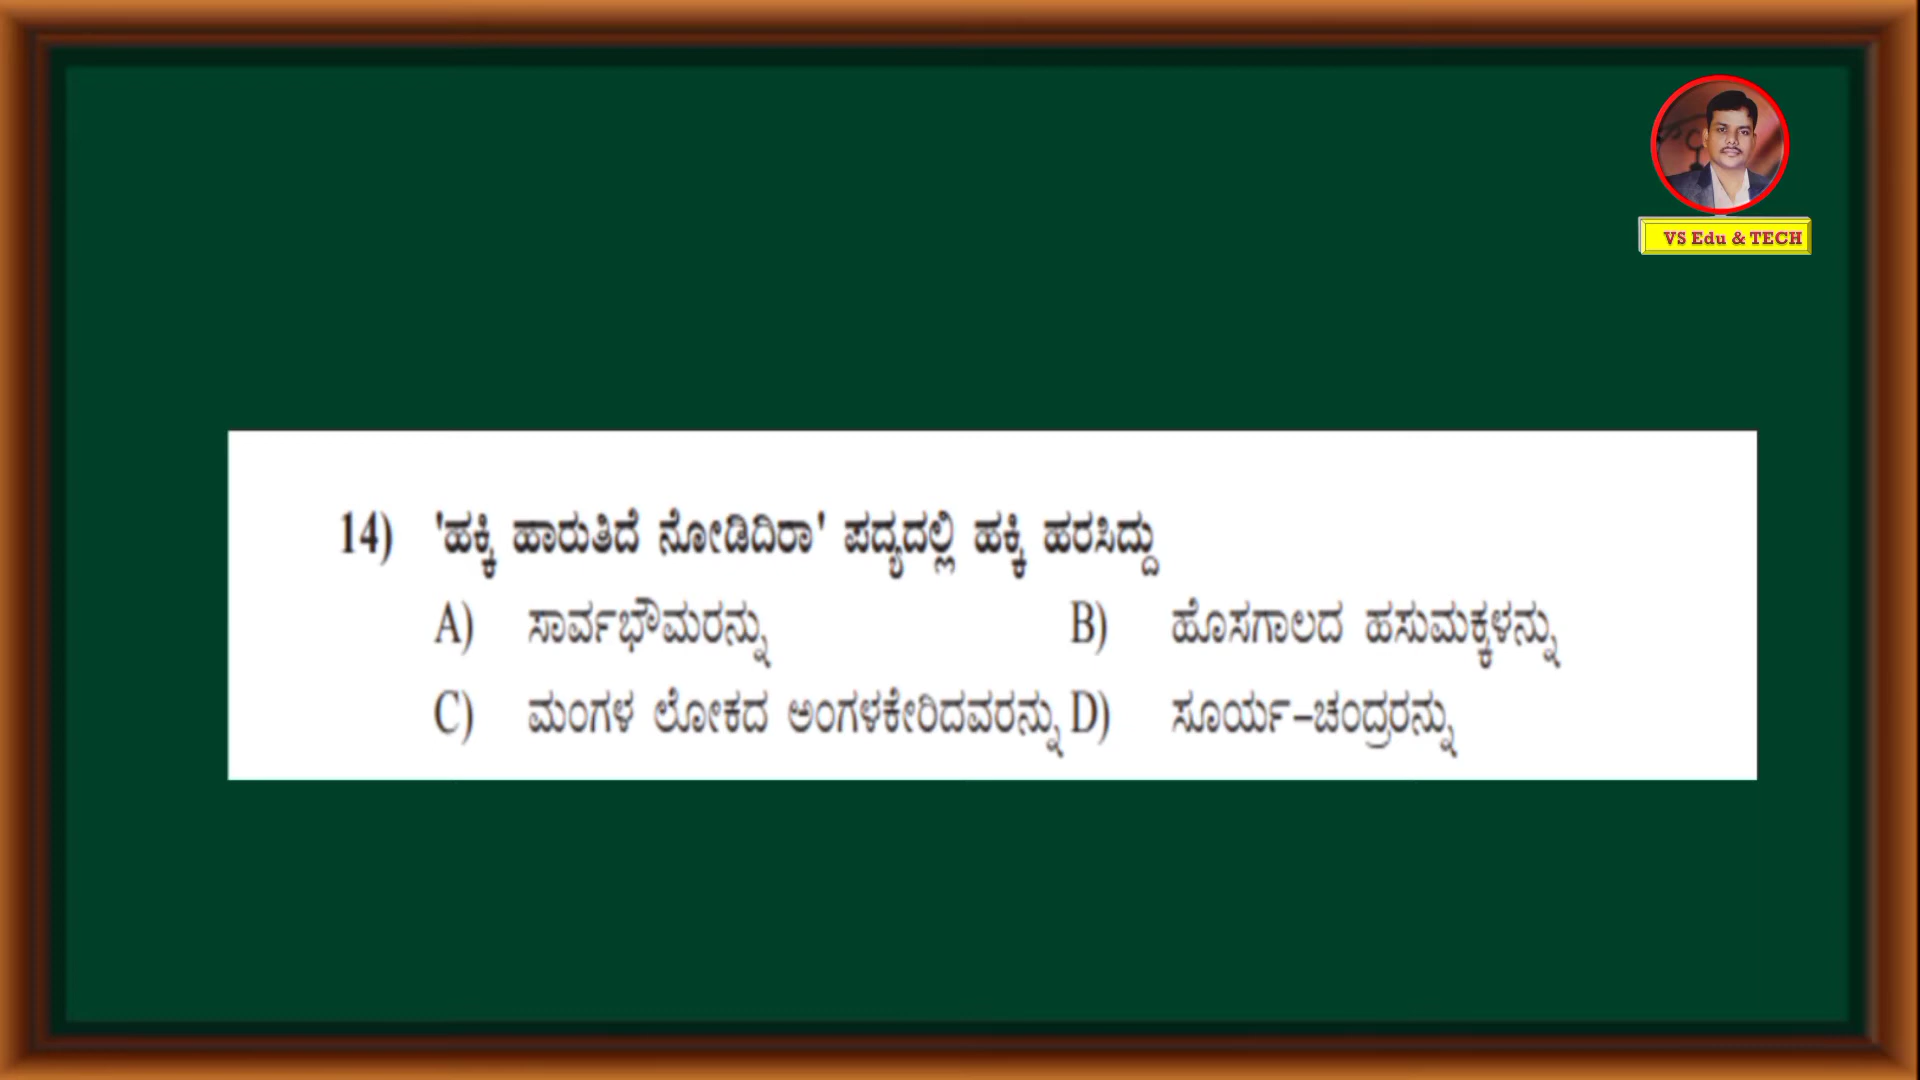 VS Edu & TECH
14) 'ಹಕ್ಕಿ ಹಾರುತಿದೆ ನೋಡಿದಿರಾ' ಪದ್ಯದಲ್ಲಿ ಹಕ್ಕಿ ಹರಸಿದ್ದು
A) ಸಾರ್ವಭೌಮರನ್ನು B) ಹೊಸಗಾಲದ ಹಸುಮಕ್ಕಳನ್ನು
C) ಮಂಗಳ ಲೋಕದ ಅಂಗಳಕೇರಿದವರನ್ನು D) ಸೂರ್ಯ-ಚಂದ್ರರನ್ನು